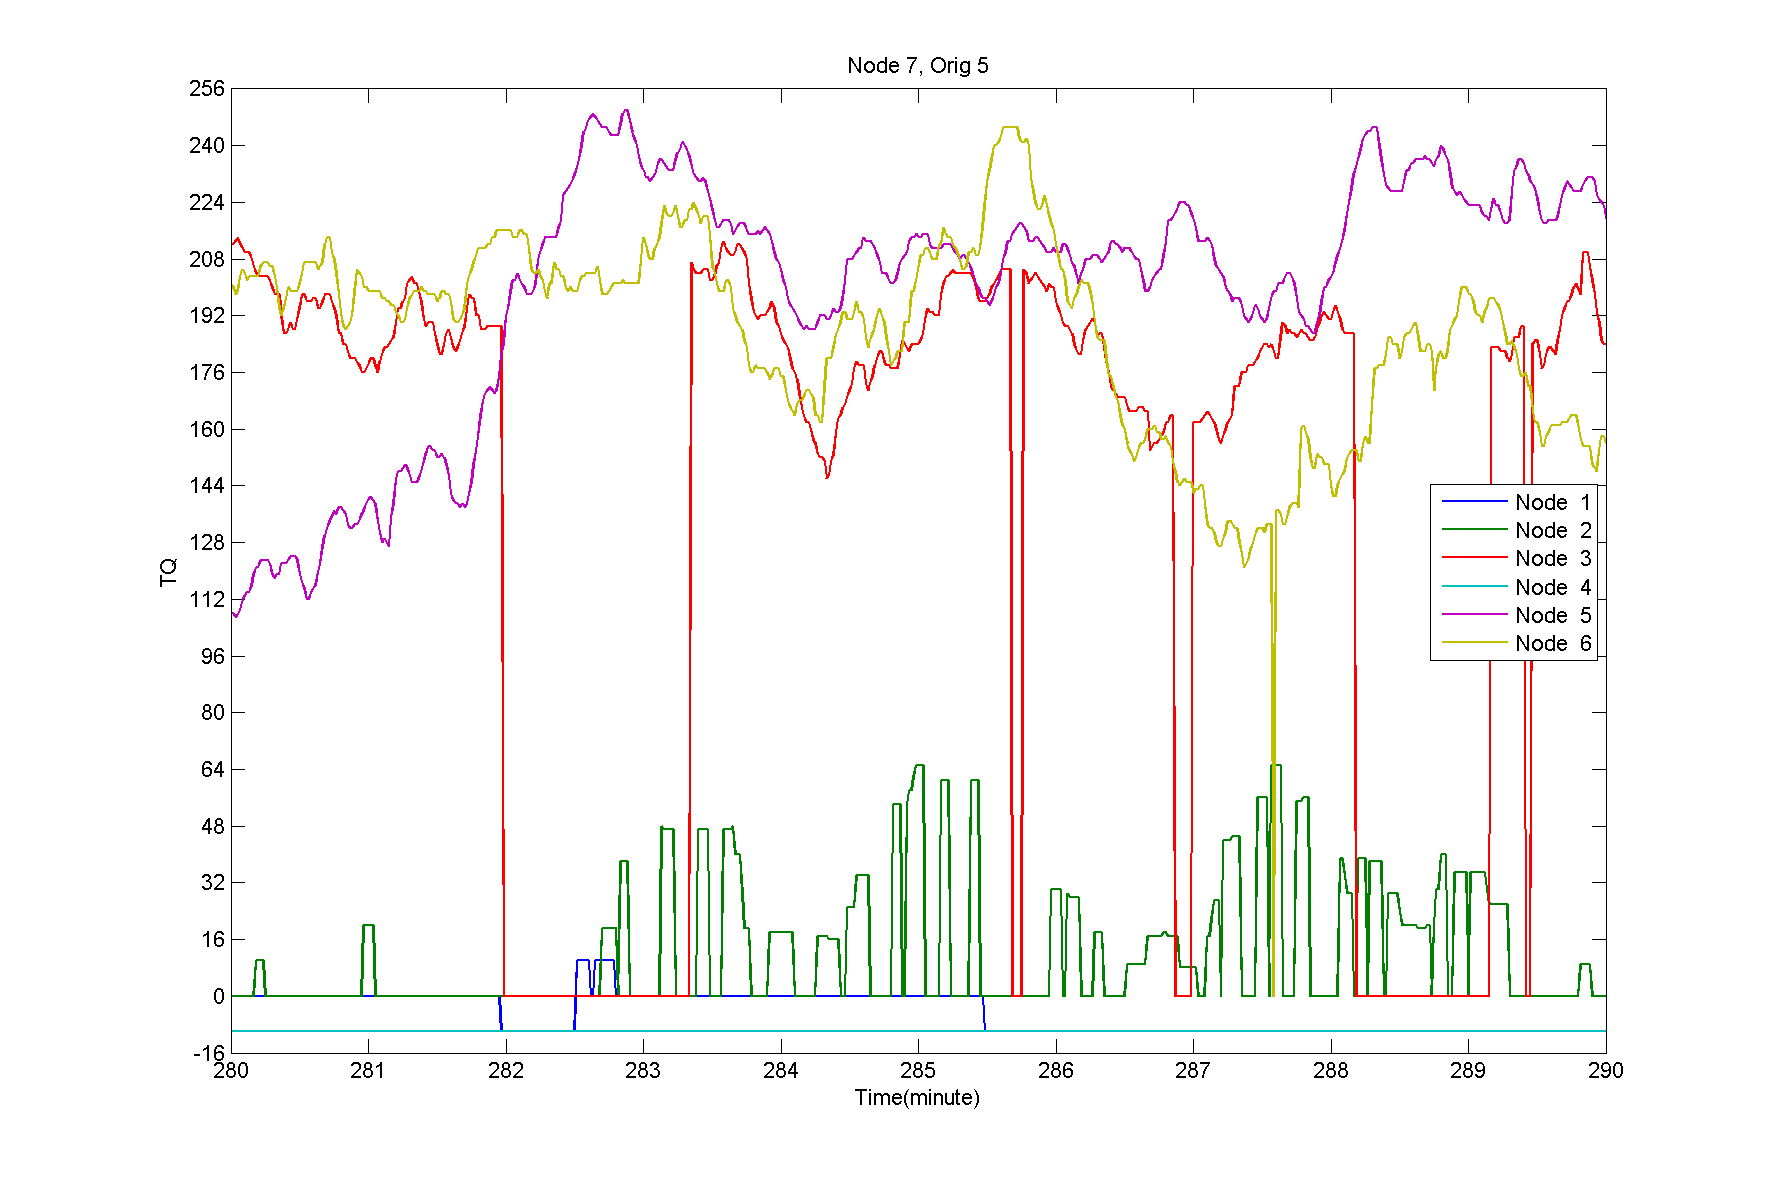 Node 7, Orig 5
256
240
224
208
192
176
160
144
128
112
96
80
64
48
32
16
0
-16
TQ
Node 1
Node 2
Node 3
Node 4
Node 5
Node 6
280 281 282 283 284 285 286 287 288 289 290
Time(minute)